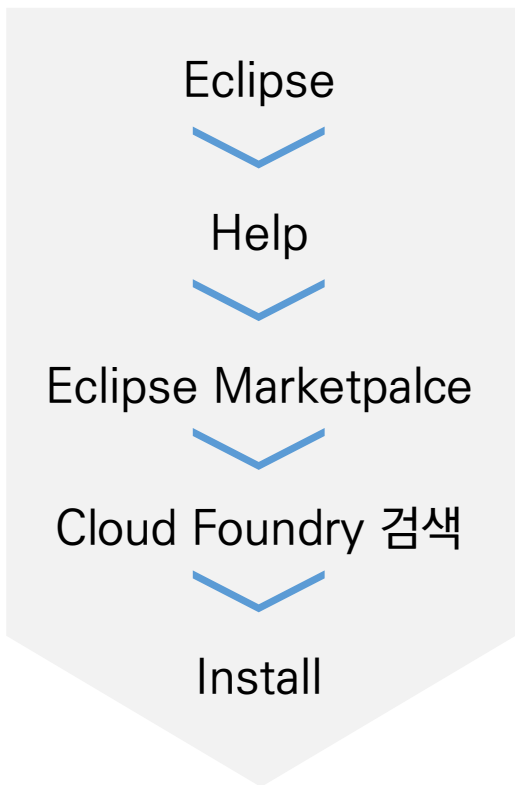 Eclipse
Help
Eclipse Marketpalce
Cloud Foundry 검색
Install